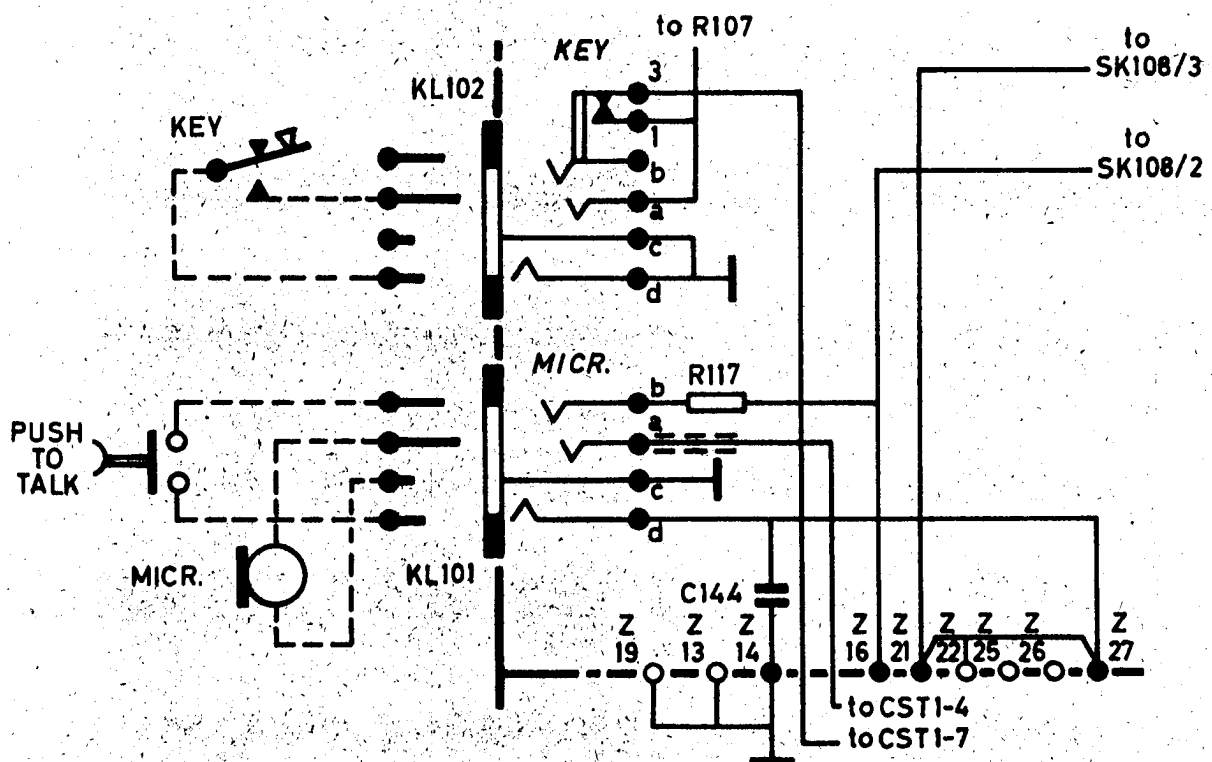 to R107
KEY
3
to
SK108/3
KL102
KEY
1
to
SK108/2
b
a
c
d
MICR.
b
R117
a
PUSH
TO
TALK
c
d
MICR.
KL101
C144
Z
19
Z
13
Z
14
Z
16
Z
21
Z
22
Z
25
Z
26
Z
27
to CST1-4
to CST1-7